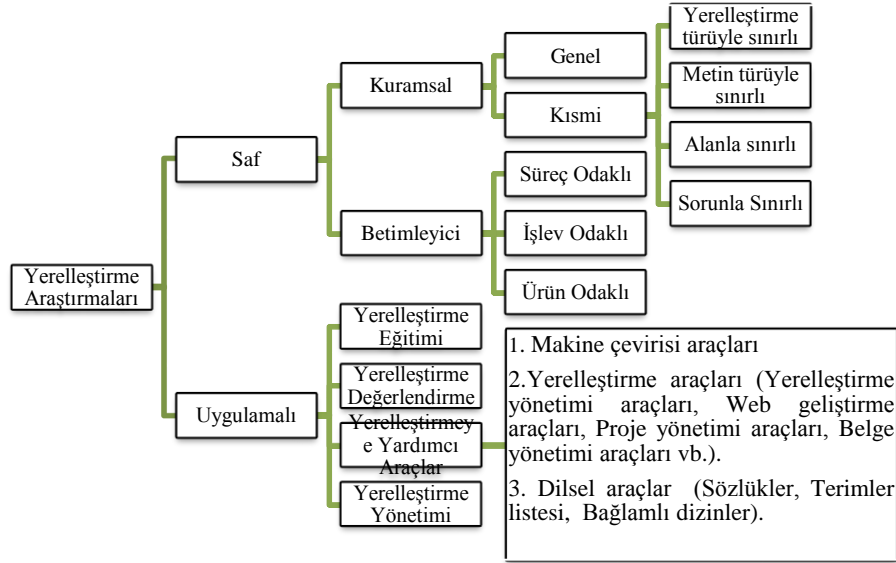 Yerelleştirme
Araştırmaları
Saf
Kuramsal
Genel
Kısmi
Yerelleştirme
türüyle sınırlı
Metin türüyle
sınırlı
Alanla sınırlı
Sorunla Sınırlı
Betimleyici
Süreç Odaklı
İşlev Odaklı
Ürün Odaklı
Uygulamalı
Yerelleştirme
Eğitimi
Yerelleştirme
Değerlendirme
Yerelleştirmey
e Yardımcı
Araçlar
1. Makine çevirisi araçları
2.Yerelleştirme araçları (Yerelleştirme
yönetimi araçları, Web geliştirme
araçları, Proje yönetimi araçları, Belge
yönetimi araçları vb.).
3. Dilsel araçlar (Sözlükler, Terimler
listesi, Bağlamlı dizinler).
Yerelleştirme
Yönetimi